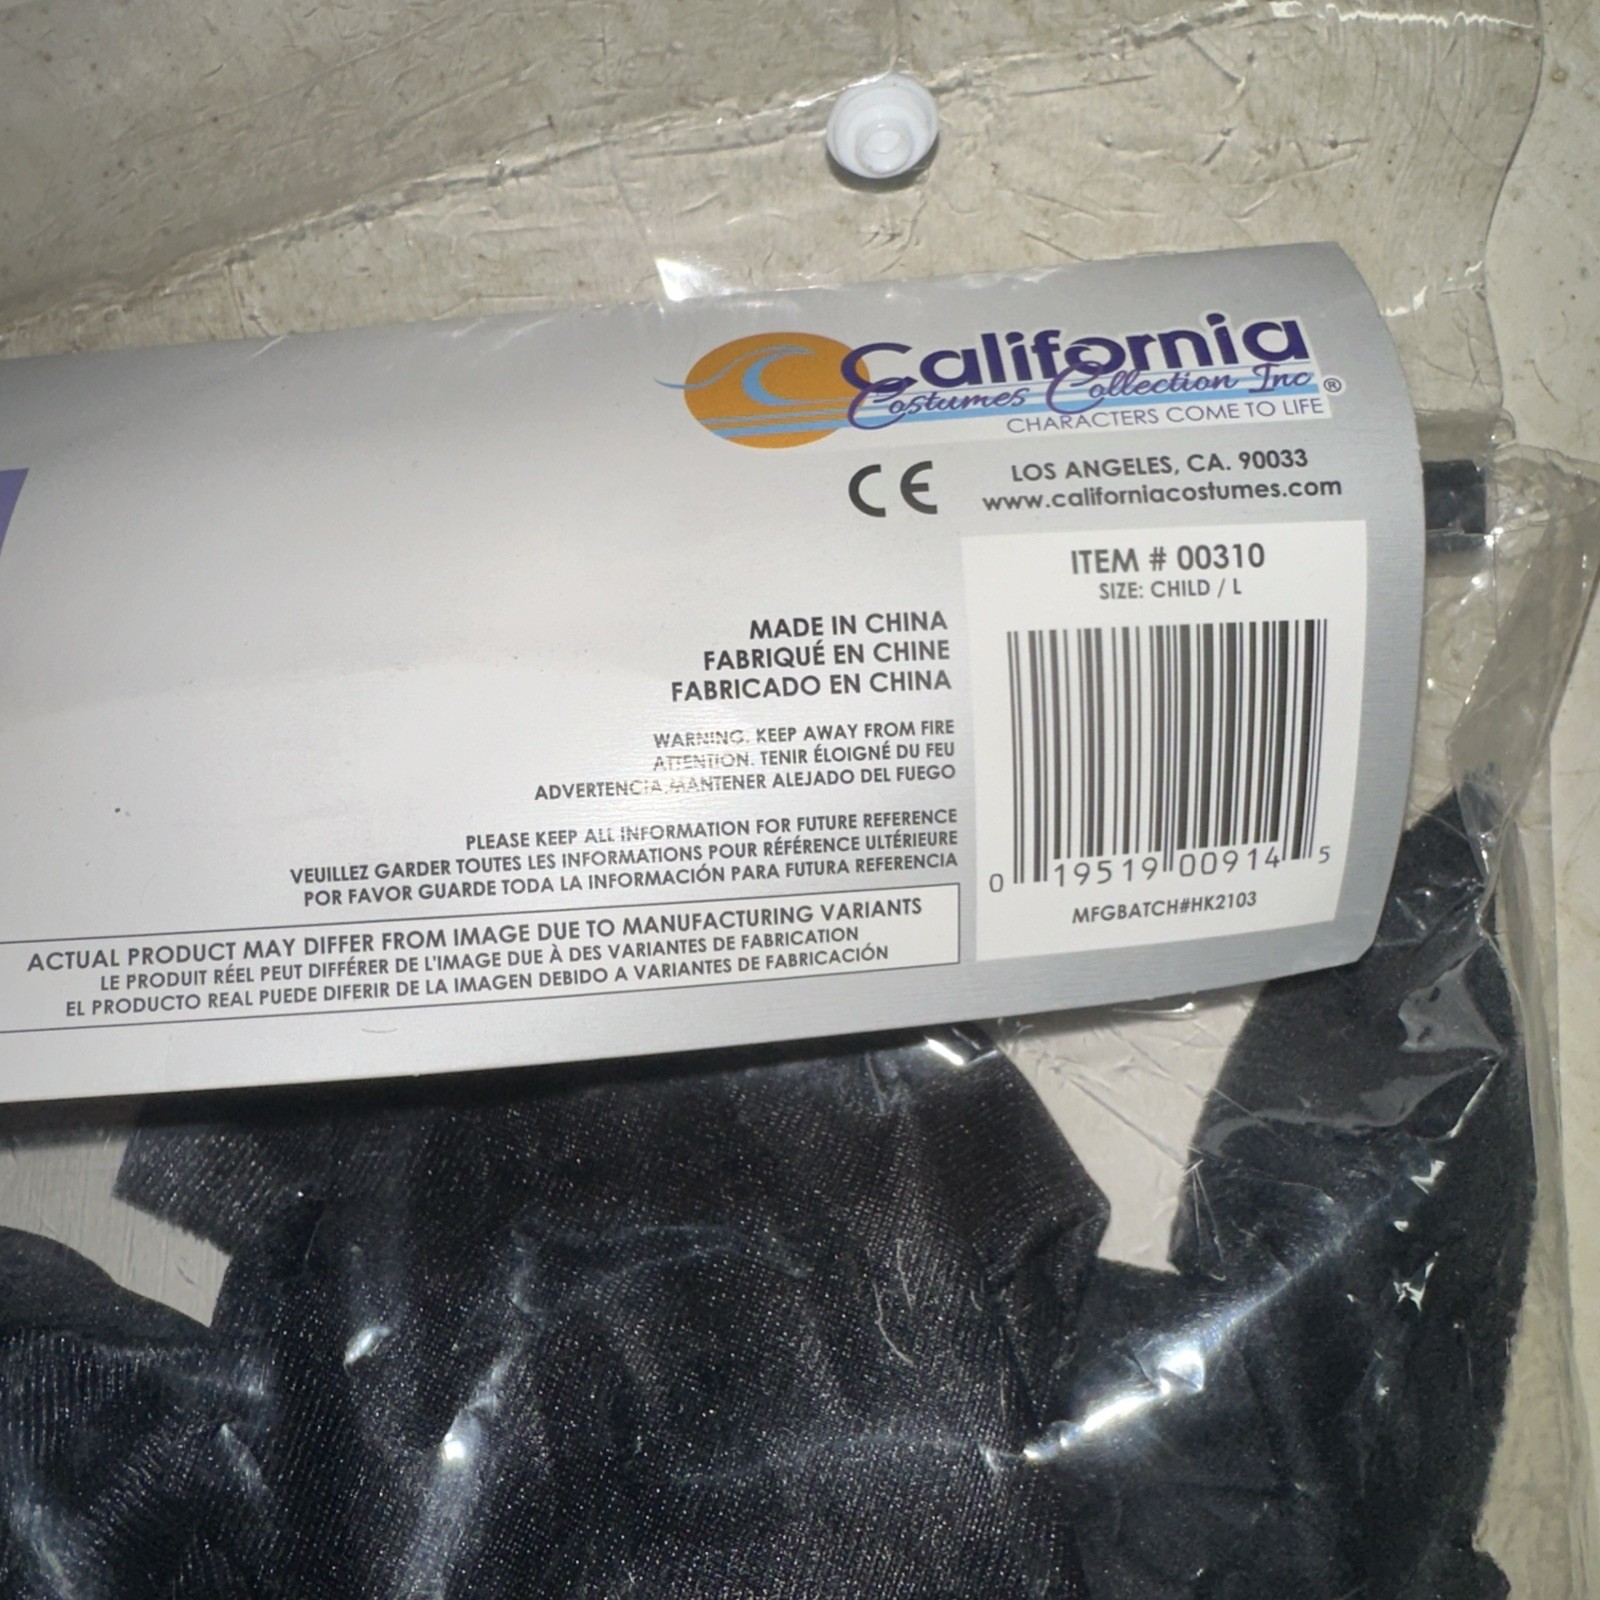 California
Costumes Collection Inc ®
CHARACTERS COME TO LIFE
CE
LOS ANGELES, CA. 90033
www.californiacostumes.com
ITEM # 00310
SIZE: CHILD / L
0 19519 00914 5
MFGBATCH#HK2103
MADE IN CHINA
FABRIQUÉ EN CHINE
FABRICADO EN CHINA
WARNING. KEEP AWAY FROM FIRE
ATTENTION. TENIR ÉLOIGNÉ DU FEU
ADVERTENCIA.MANTENER ALEJADO DEL FUEGO
PLEASE KEEP ALL INFORMATION FOR FUTURE REFERENCE
VEUILLEZ GARDER TOUTES LES INFORMATIONS POUR RÉFÉRENCE ULTÉRIEURE
POR FAVOR GUARDE TODA LA INFORMACIÓN PARA FUTURA REFERENCIA
ACTUAL PRODUCT MAY DIFFER FROM IMAGE DUE TO MANUFACTURING VARIANTS
LE PRODUIT RÉEL PEUT DIFFÉRER DE L'IMAGE DUE À DES VARIANTES DE FABRICATION
EL PRODUCTO REAL PUEDE DIFERIR DE LA IMAGEN DEBIDO A VARIANTES DE FABRICACIÓN